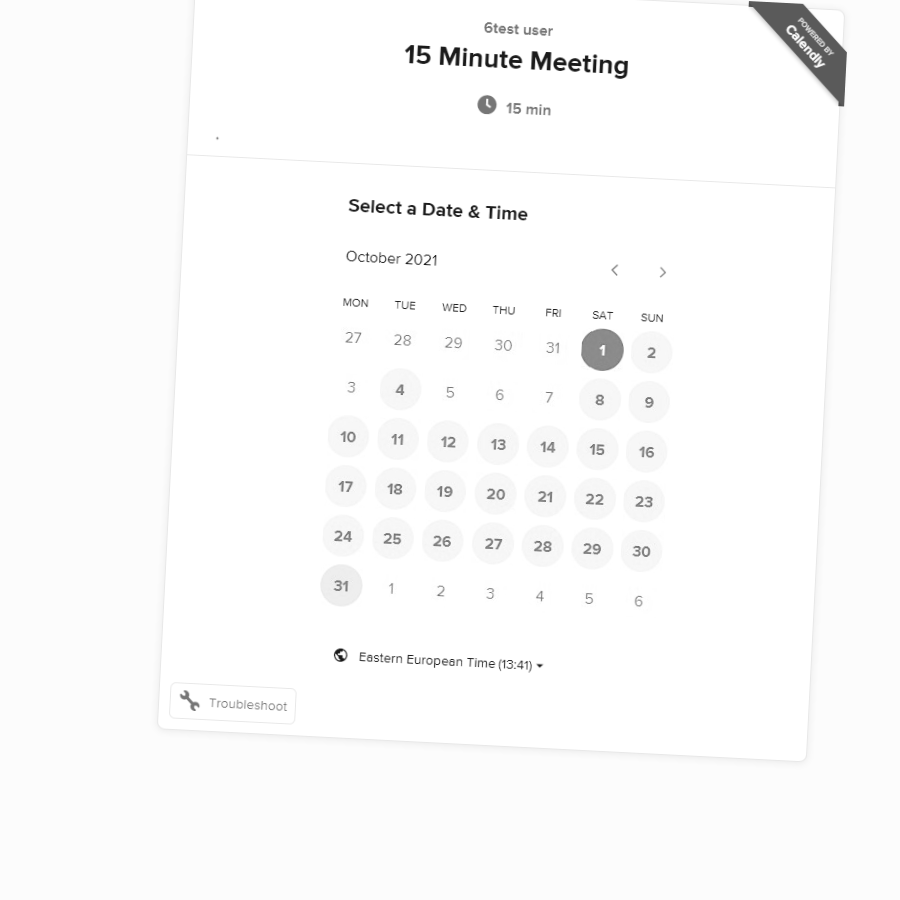 6test user
15 Minute Meeting
POWERED BY
Calendly
15 min
Select a Date & Time
October 2021
MON TUE WED THU FRI SAT SUN
27 28 29 30 31 1 2
3 4 5 6 7 8 9
10 11 12 13 14 15 16
17 18 19 20 21 22 23
24 25 26 27 28 29 30
31 1 2 3 4 5 6
Eastern European Time (13:41)
Troubleshoot